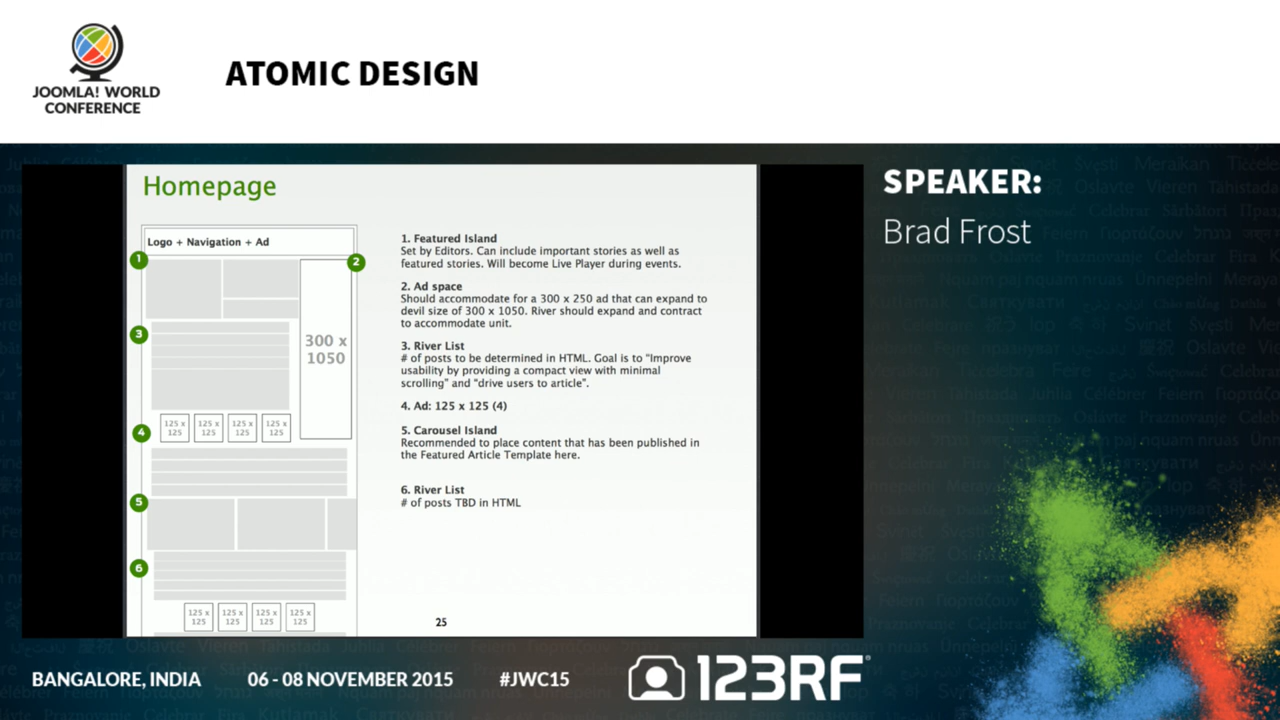 JOOMLA! WORLD
CONFERENCE
ATOMIC DESIGN
SPEAKER:
Brad Frost
Homepage
Logo + Navigation + Ad
1
2
3
300 x
1050
125 x
125
125 x
125
125 x
125
125 x
125
4
5
6
125 x
125
125 x
125
125 x
125
125 x
125
1. Featured Island
Set by Editors. Can include important stories as well as
featured stories. Will become Live Player during events.
2. Ad space
Should accommodate for a 300 x 250 ad that can expand to
devil size of 300 x 1050. River should expand and contract
to accommodate unit.
3. River List
# of posts to be determined in HTML. Goal is to “Improve
usability by providing a compact view with minimal
scrolling” and “drive users to article”.
4. Ad: 125 x 125 (4)
5. Carousel Island
Recommended to place content that has been published in
the Featured Article Template here.
6. River List
# of posts TBD in HTML
25
BANGALORE, INDIA
06 - 08 NOVEMBER 2015
#JWC15
123RF®